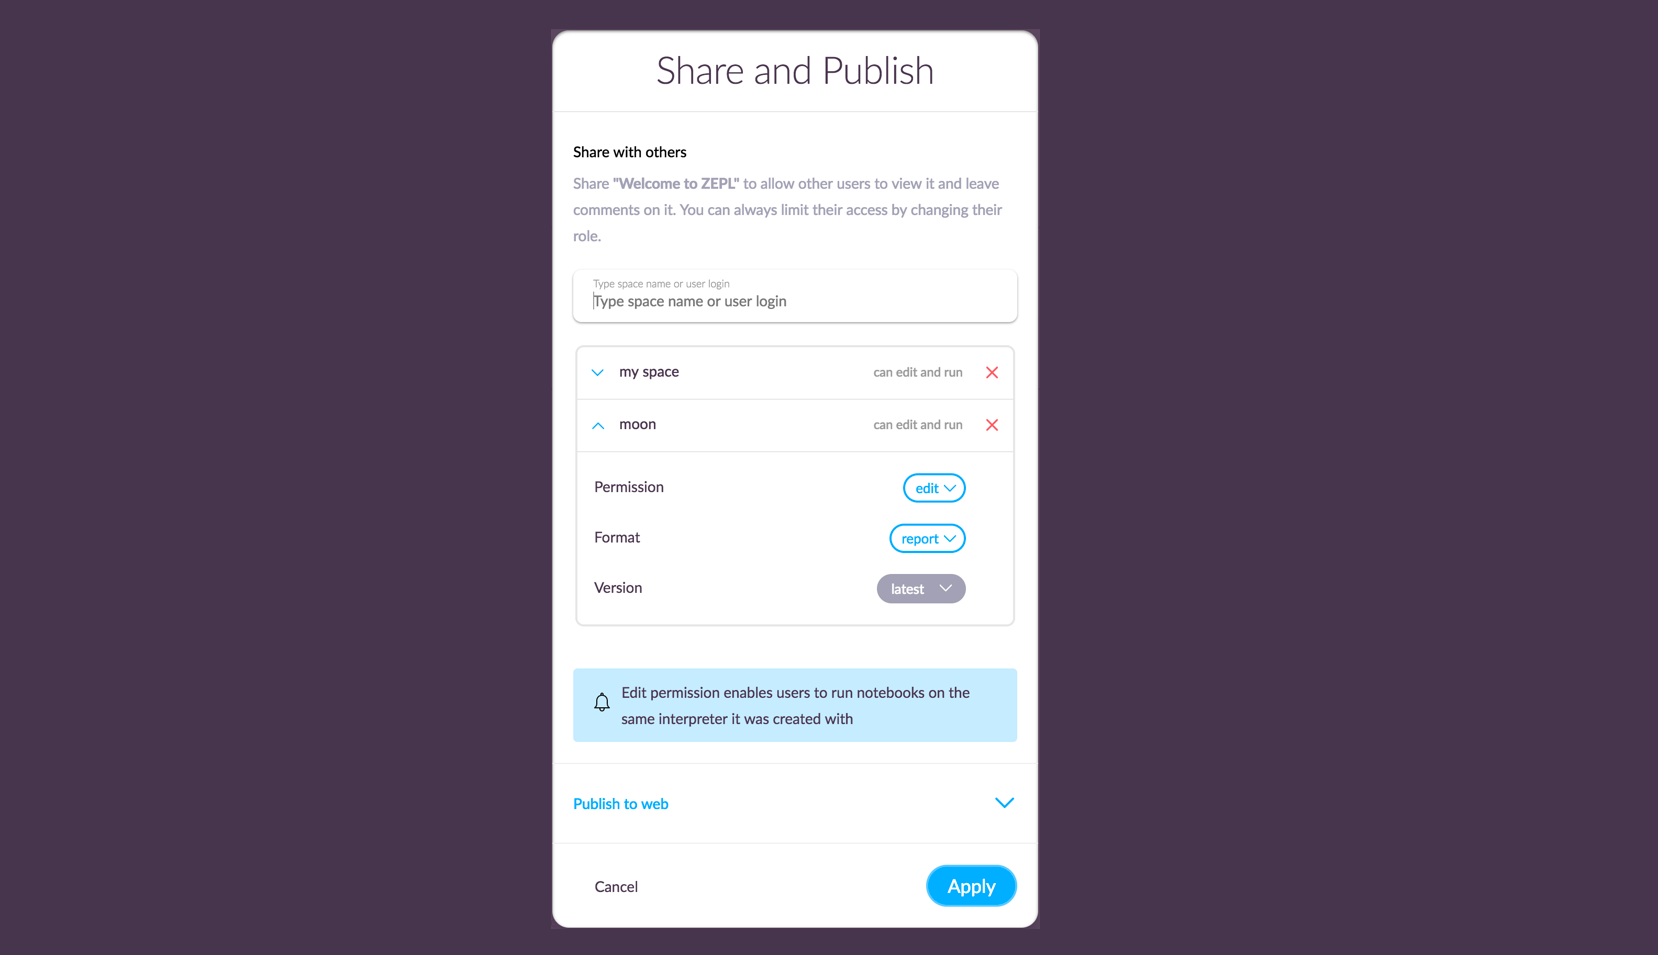 Share and Publish
Share with others
Share "Welcome to ZEPL" to allow other users to view it and leave
comments on it. You can always limit their access by changing their
role.
Type space name or user login
Type space name or user login
my space can edit and run
moon can edit and run
Permission edit
Format report
Version latest
Edit permission enables users to run notebooks on the
same interpreter it was created with
Publish to web
Cancel Apply